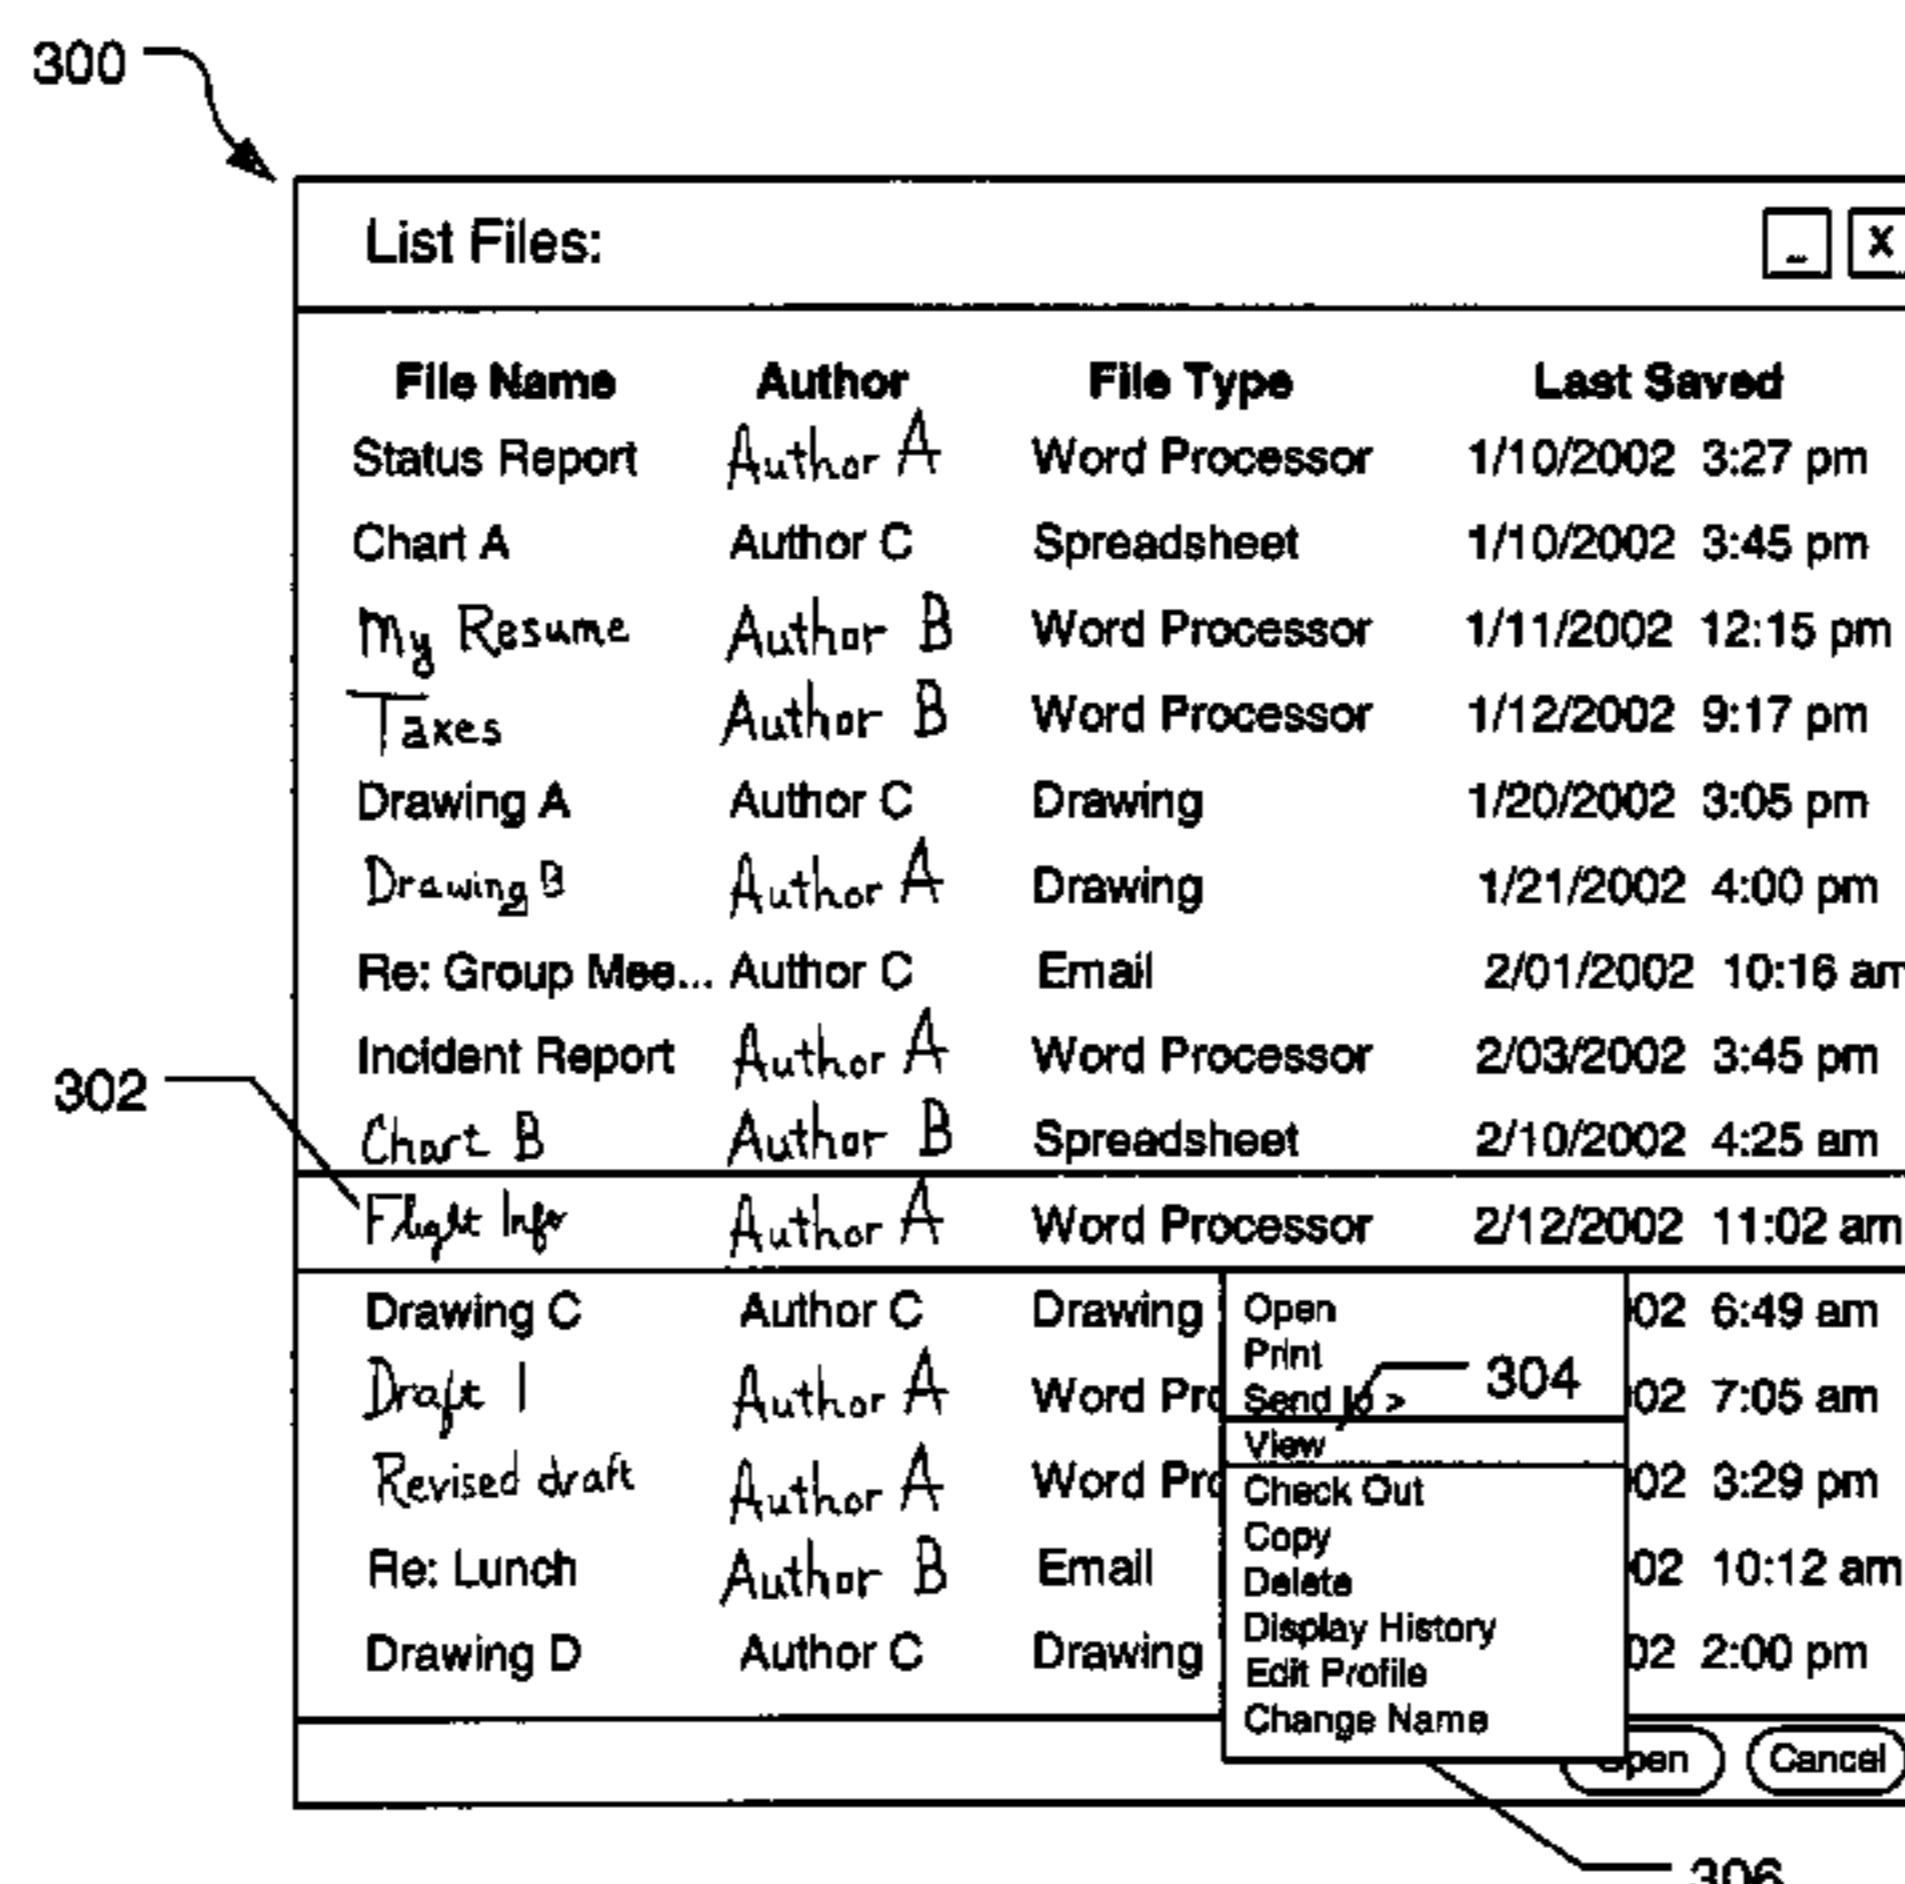 300
List Files: _ X
File Name Author File Type Last Saved
Status Report Author A Word Processor 1/10/2002 3:27 pm
Chart A Author C Spreadsheet 1/10/2002 3:45 pm
My Resume Author B Word Processor 1/11/2002 12:15 pm
Taxes Author B Word Processor 1/12/2002 9:17 pm
Drawing A Author C Drawing 1/20/2002 3:05 pm
Drawing B Author A Drawing 1/21/2002 4:00 pm
Re: Group Mee... Author C Email 2/01/2002 10:16 am
Incident Report Author A Word Processor 2/03/2002 3:45 pm
302
Chart B Author B Spreadsheet 2/10/2002 4:25 am
Flight Info Author A Word Processor 2/12/2002 11:02 am
Drawing C Author C Drawing 02 6:49 am
Draft 1 Author A Word Pro 02 7:05 am
Revised draft Author A Word Pro 02 3:29 pm
Re: Lunch Author B Email 02 10:12 am
Drawing D Author C Drawing 02 2:00 pm
Open
Print
Send to > 304
View
Check Out
Copy
Delete
Display History
Edit Profile
Change Name
Open Cancel
306